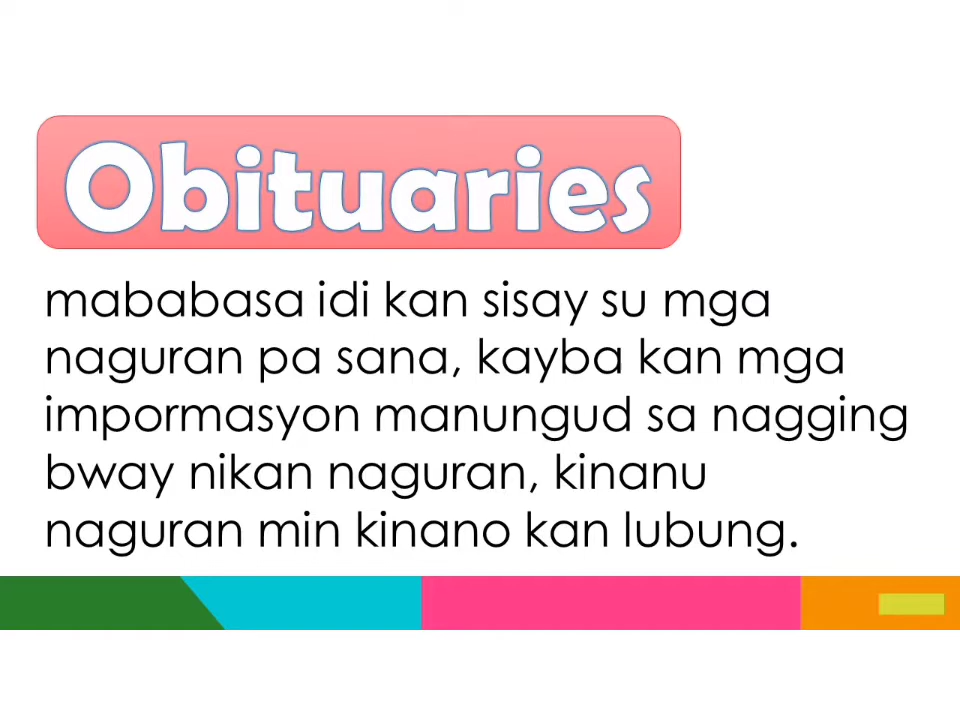 Obituaries
mababasa idi kan sisay su mga
naguran pa sana, kayba kan mga
impormasyon manungud sa nagging
bway nikan naguran, kinanu
naguran min kinano kan lubung.